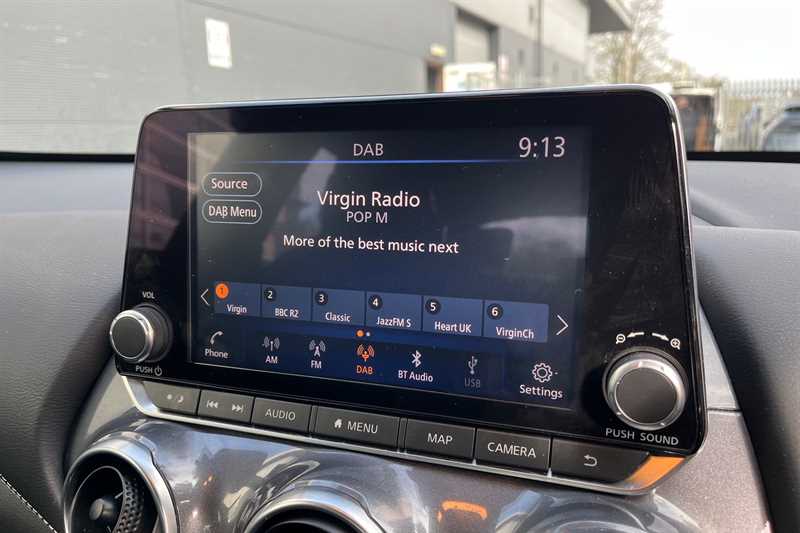 DAB
9:13
Source
Virgin Radio
POP M
DAB Menu
More of the best music next
1
2
3
4
5
6
Virgin
BBC R2
Classic
JazzFM S
Heart UK
VirginCh
VOL
Phone
AM
FM
DAB
BT Audio
USB
Settings
PUSH
AUDIO
MENU
MAP
CAMERA
PUSH SOUND